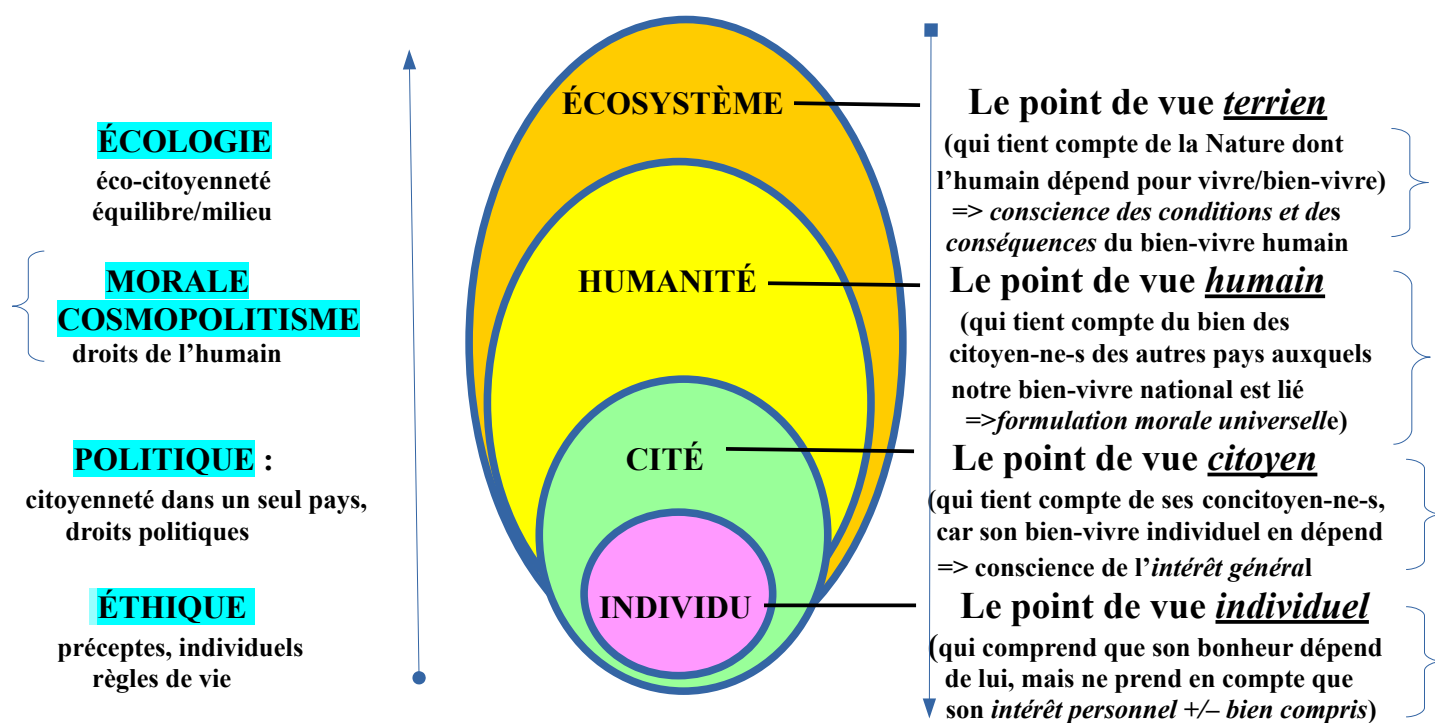 ÉCOLOGIE
éco-citoyenneté
équilibre/milieu
MORALE
COSMOPOLITISME
droits de l’humain
POLITIQUE :
citoyenneté dans un seul pays,
droits politiques
ÉTHIQUE
préceptes, individuels
règles de vie
ÉCOSYSTÈME
HUMANITÉ
CITÉ
INDIVIDU
Le point de vue terrien
(qui tient compte de la Nature dont
l’humain dépend pour vivre/bien-vivre)
=> conscience des conditions et des
conséquences du bien-vivre humain
Le point de vue humain
(qui tient compte du bien des
citoyen-ne-s des autres pays auxquels
notre bien-vivre national est lié
=>formulation morale universelle)
Le point de vue citoyen
(qui tient compte de ses concitoyen-ne-s,
car son bien-vivre individuel en dépend
=> conscience de l’intérêt général
Le point de vue individuel
(qui comprend que son bonheur dépend
de lui, mais ne prend en compte que
son intérêt personnel +/– bien compris)